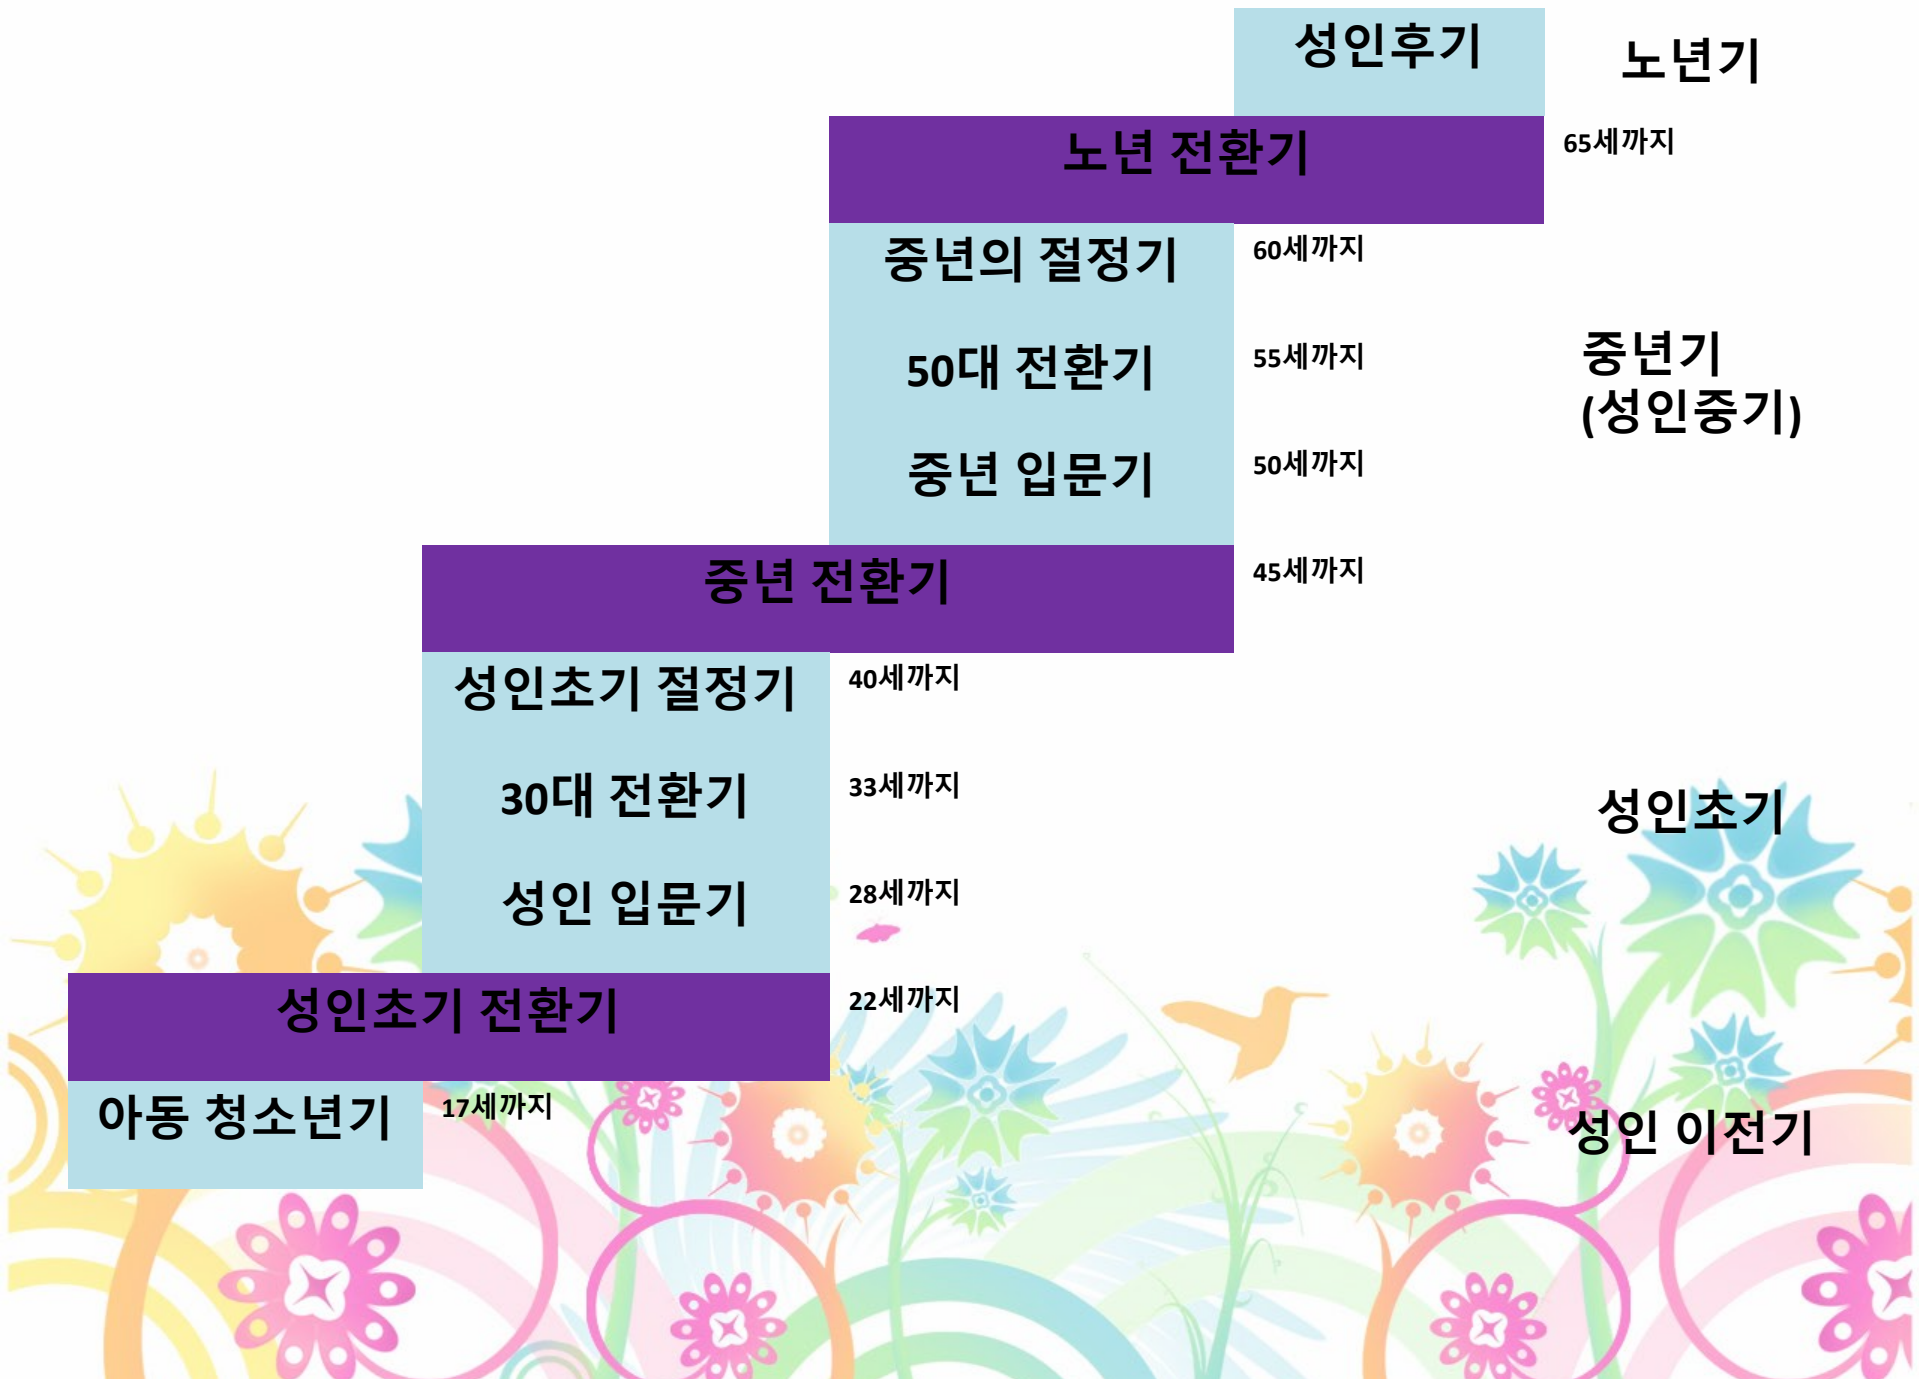 성인후기
노년기
노년 전환기
65세까지
중년의 절정기
60세까지
50대 전환기
55세까지
중년기
(성인중기)
중년 입문기
50세까지
중년 전환기
45세까지
성인초기 절정기
40세까지
30대 전환기
33세까지
성인초기
성인 입문기
28세까지
성인초기 전환기
22세까지
아동 청소년기
17세까지
성인 이전기